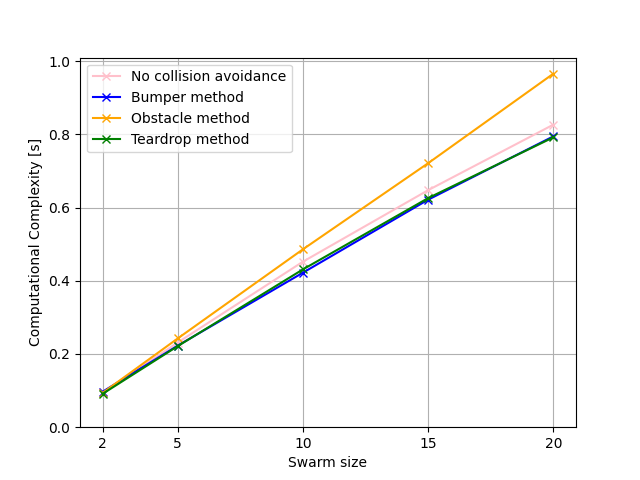 No collision avoidance
Bumper method
Obstacle method
Teardrop method
Computational Complexity [s]
1.0
0.8
0.6
0.4
0.2
0.0
2 5 10 15 20
Swarm size